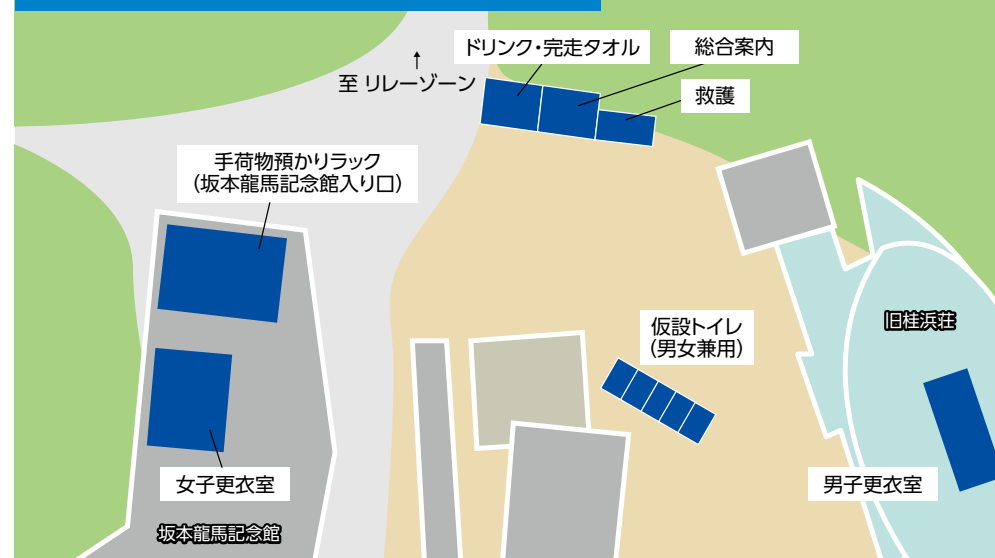 ドリンク・完走タオル
総合案内
↑
至 リレーゾーン
救護
手荷物預かりラック
(坂本龍馬記念館入り口)
仮設トイレ
(男女兼用)
旧桂浜荘
女子更衣室
男子更衣室
坂本龍馬記念館